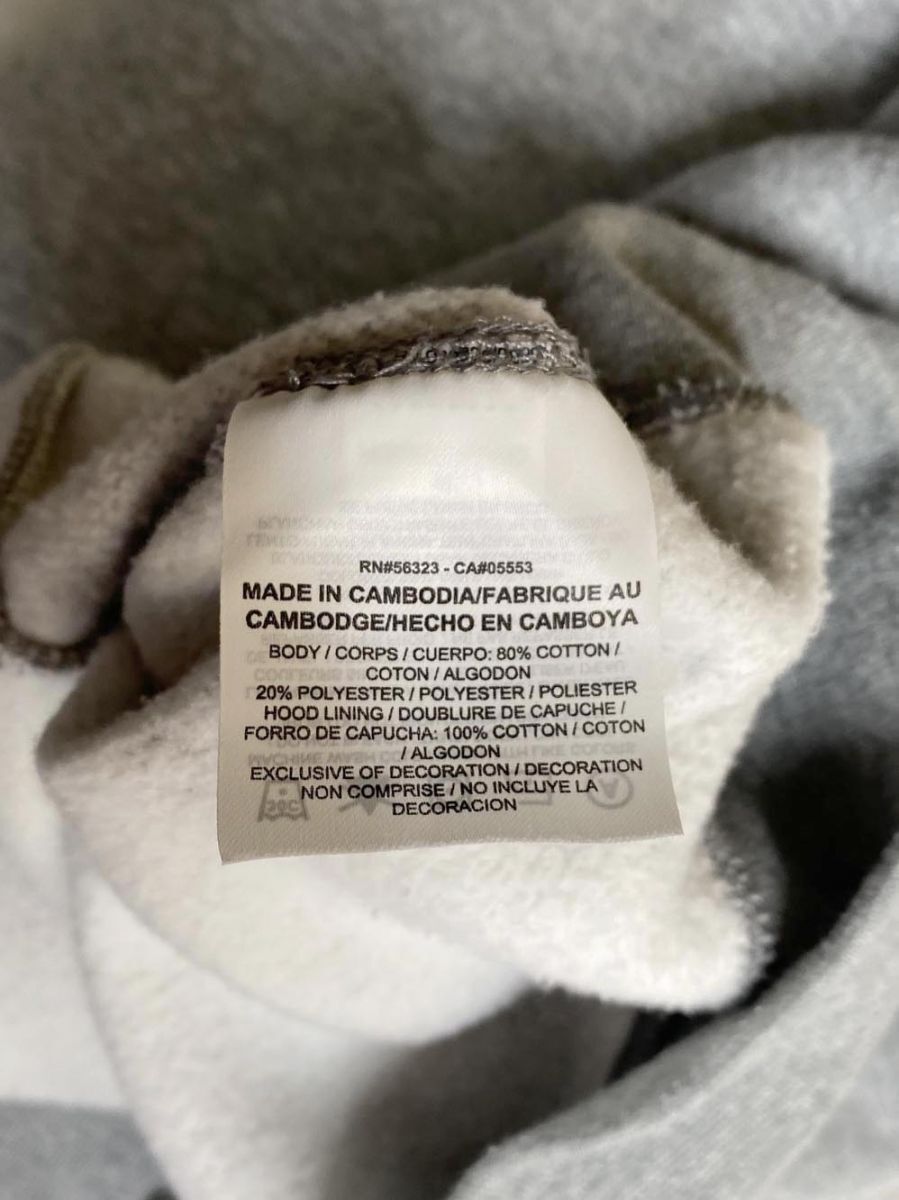 RN#56323 - CA#05553
MADE IN CAMBODIA/FABRIQUE AU
CAMBODGE/HECHO EN CAMBOYA
BODY / CORPS / CUERPO: 80% COTTON /
COTON / ALGODON
20% POLYESTER / POLYESTER / POLIESTER
HOOD LINING / DOUBLURE DE CAPUCHE /
FORRO DE CAPUCHA: 100% COTTON / COTON
/ ALGODON
EXCLUSIVE OF DECORATION / DECORATION
NON COMPRISE / NO INCLUYE LA
DECORACION